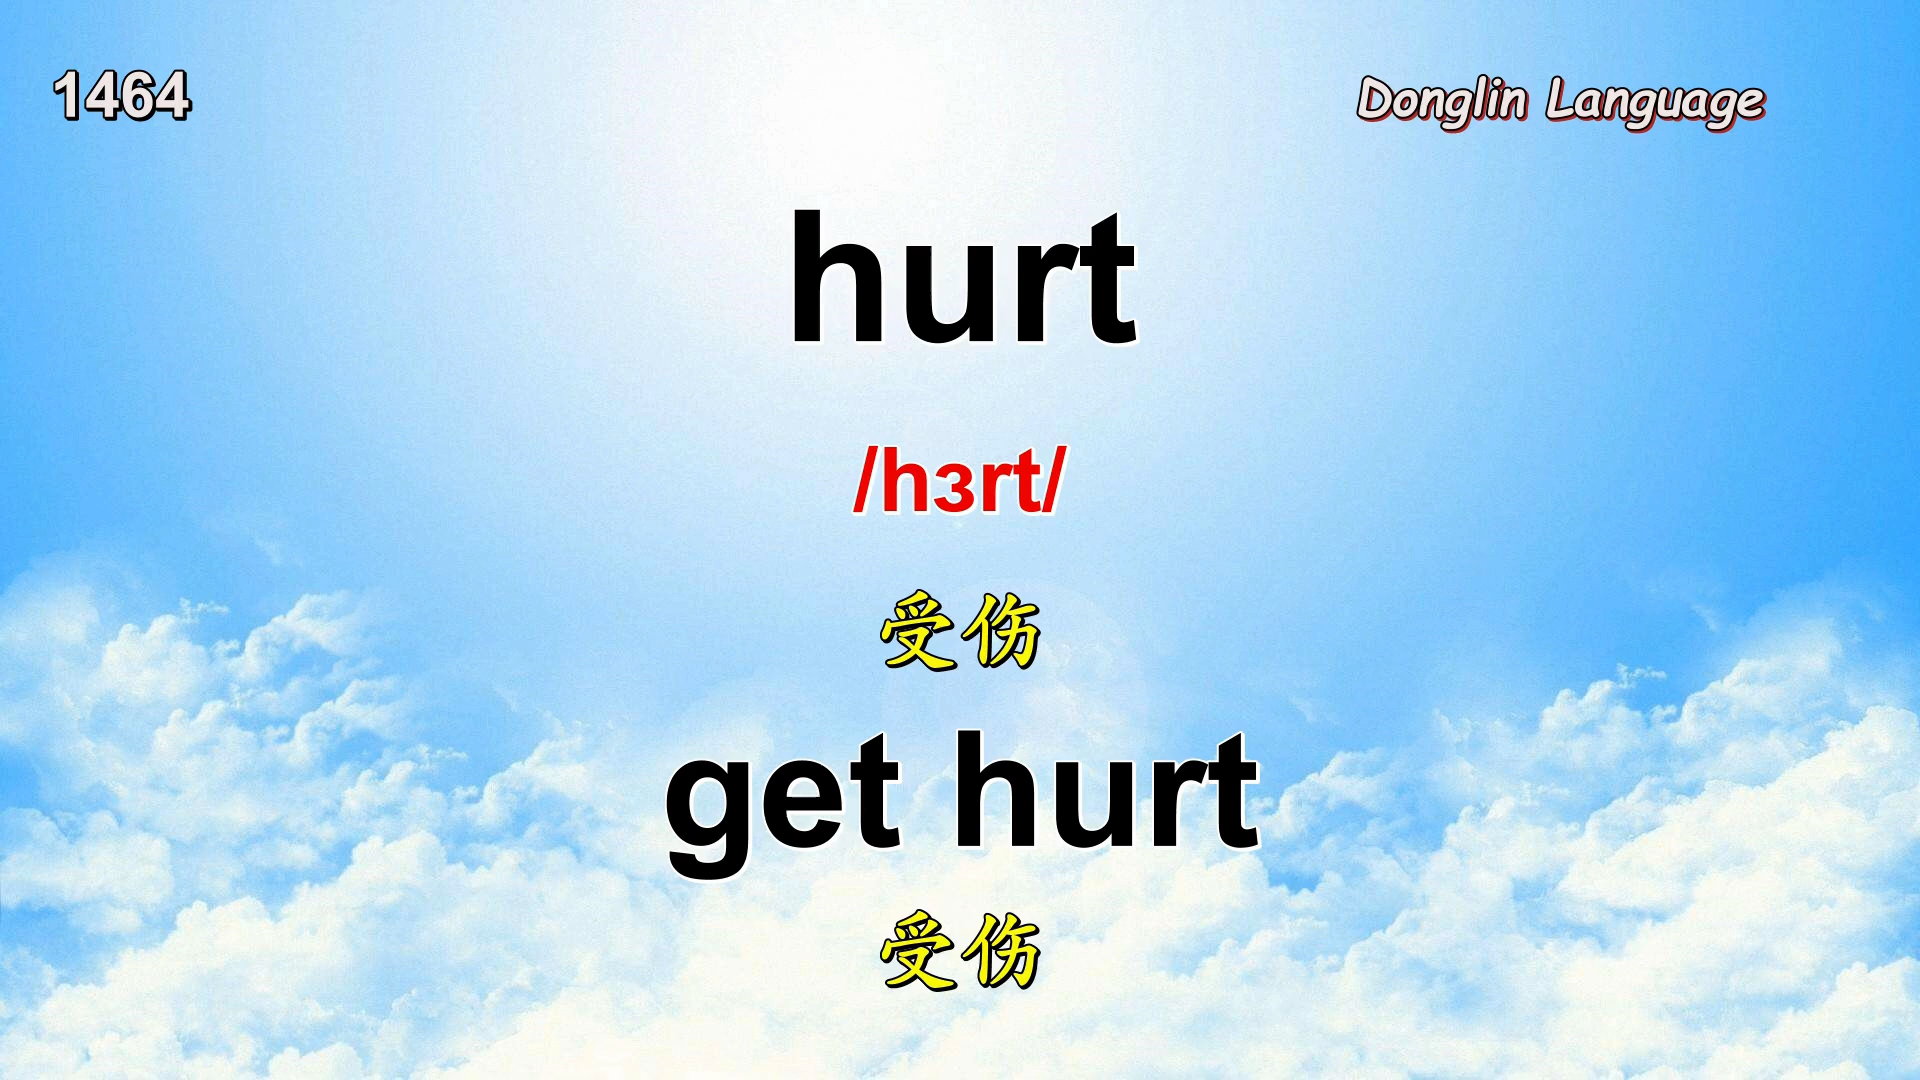 1464
Donglin Language
hurt
/hɜrt/
受伤
get hurt
受伤